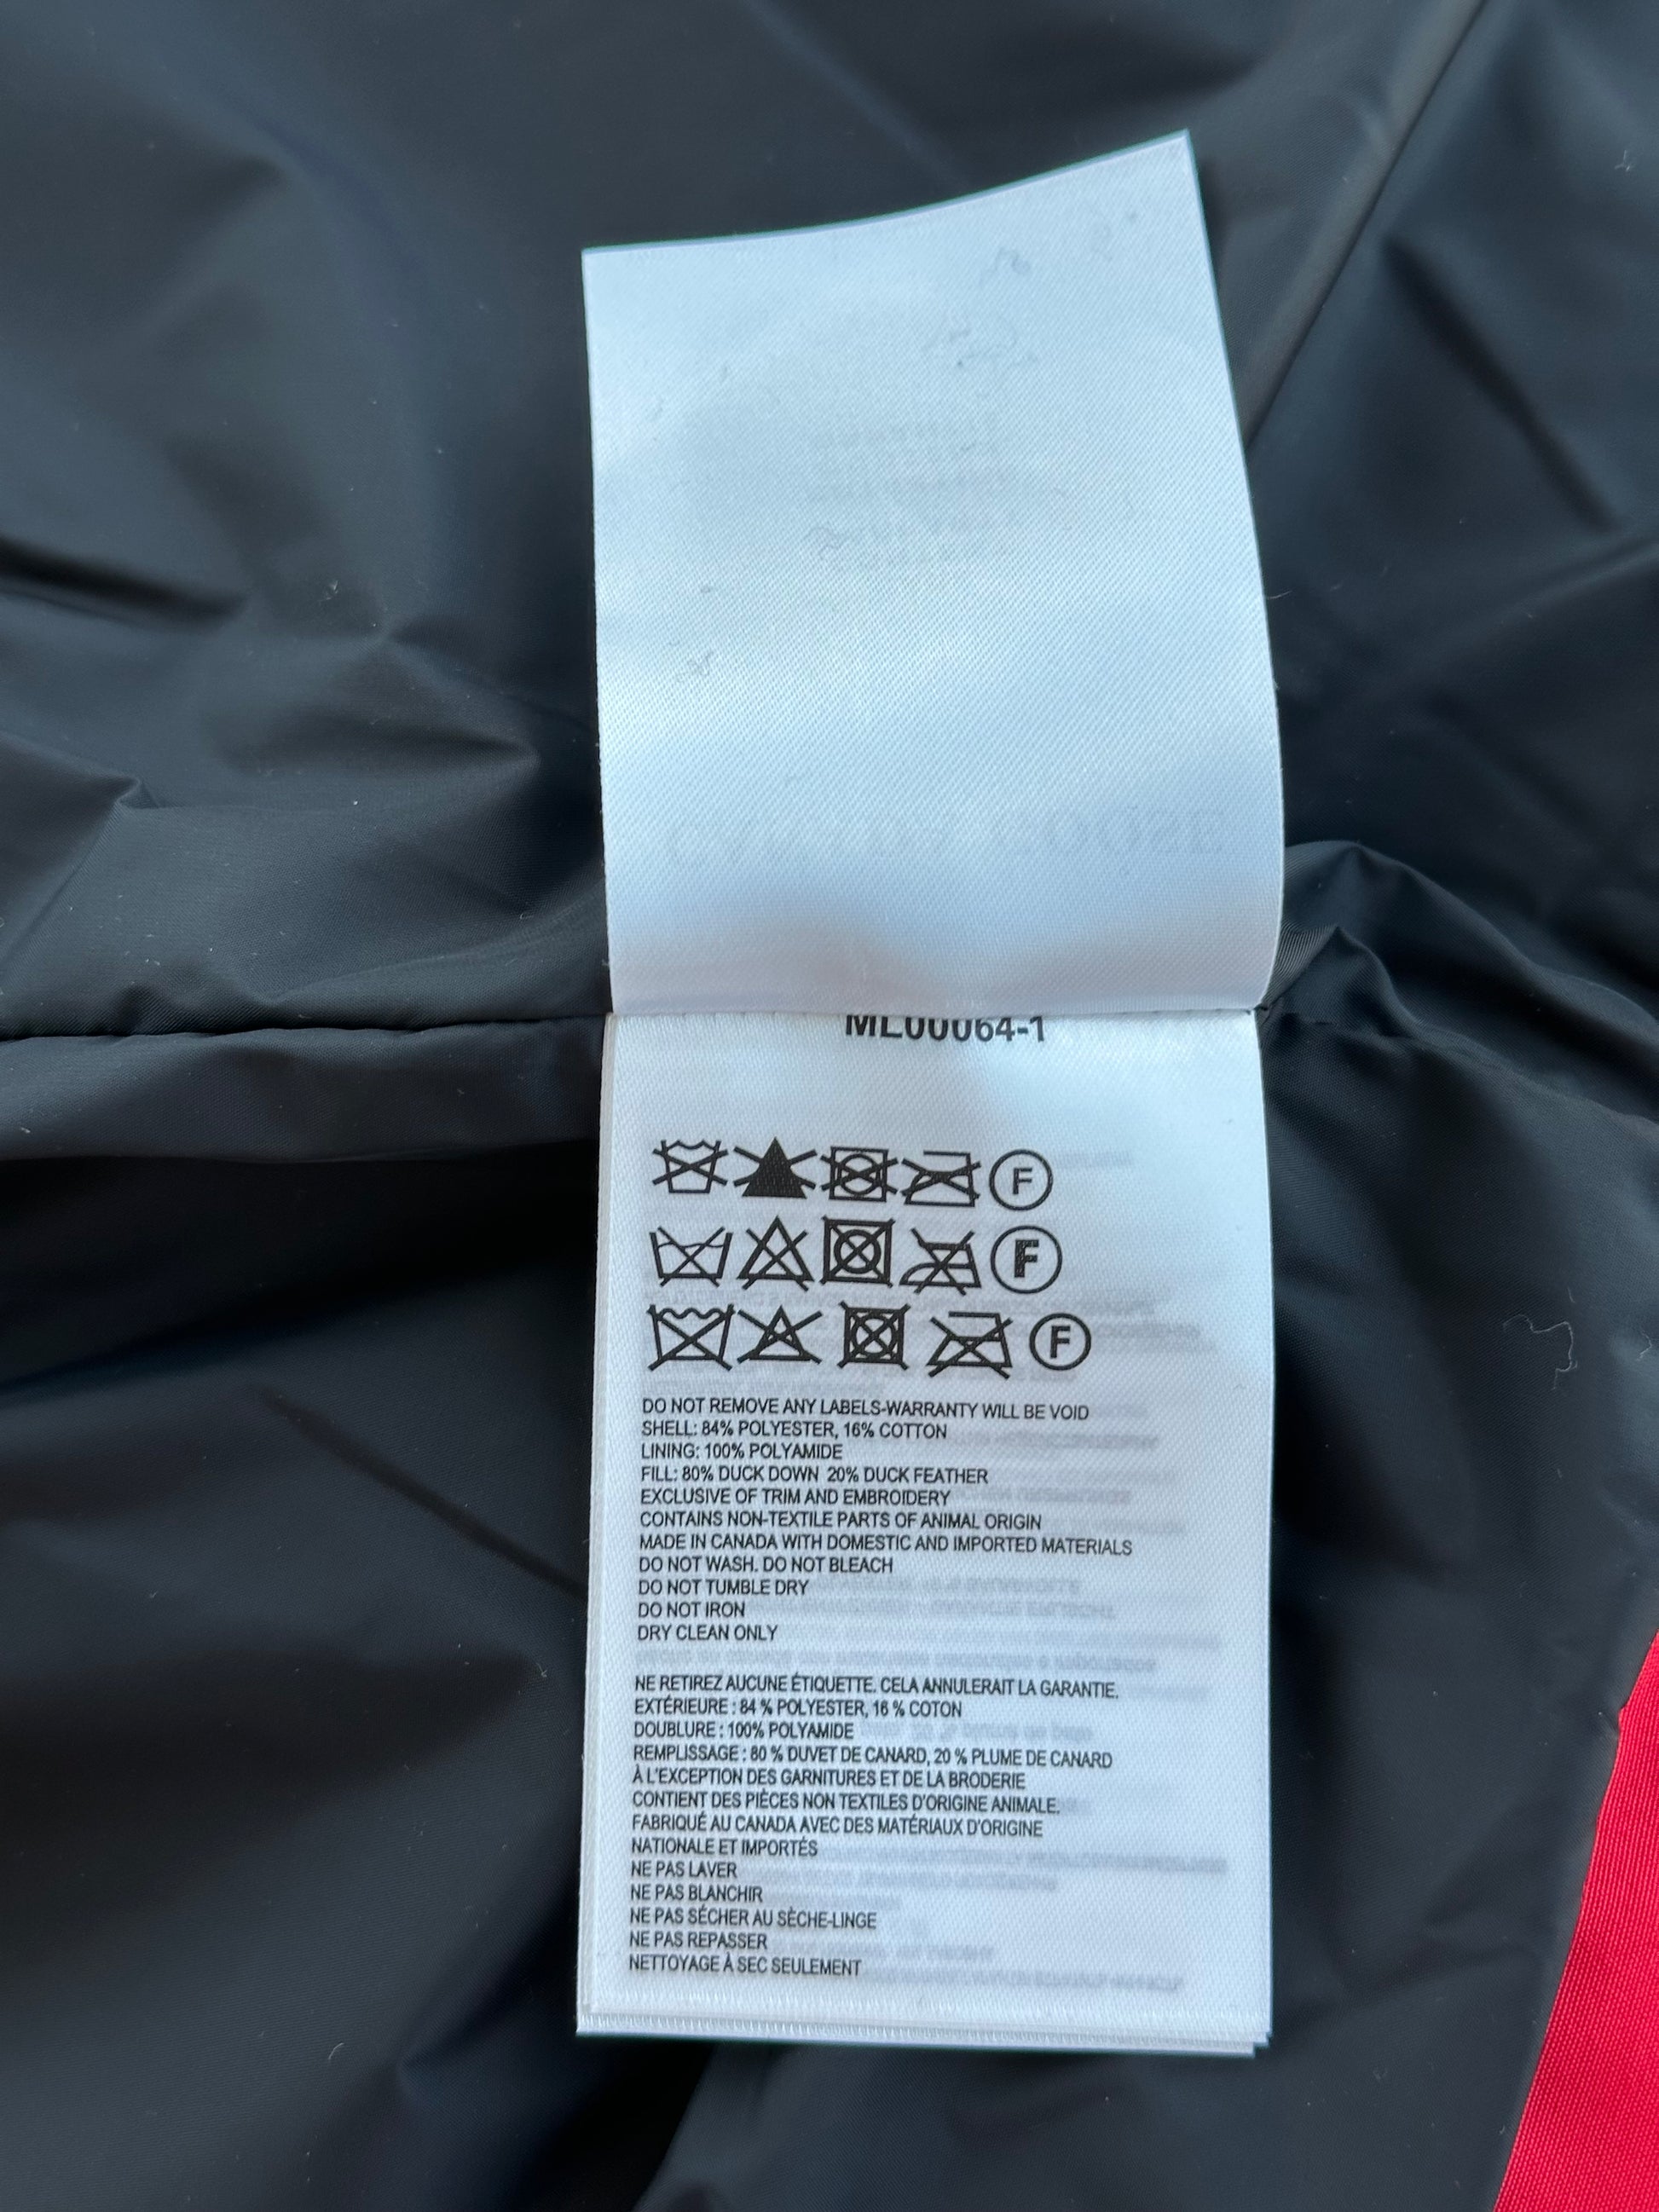 ML00064-1
F
F
F
DO NOT REMOVE ANY LABELS-WARRANTY WILL BE VOID
SHELL: 84% POLYESTER, 16% COTTON
LINING: 100% POLYAMIDE
FILL: 80% DUCK DOWN 20% DUCK FEATHER
EXCLUSIVE OF TRIM AND EMBROIDERY
CONTAINS NON-TEXTILE PARTS OF ANIMAL ORIGIN
MADE IN CANADA WITH DOMESTIC AND IMPORTED MATERIALS
DO NOT WASH. DO NOT BLEACH
DO NOT TUMBLE DRY
DO NOT IRON
DRY CLEAN ONLY
NE RETIREZ AUCUNE ÉTIQUETTE. CELA ANNULERAIT LA GARANTIE.
EXTÉRIEURE : 84 % POLYESTER, 16 % COTON
DOUBLURE : 100% POLYAMIDE
REMPLISSAGE : 80 % DUVET DE CANARD, 20 % PLUME DE CANARD
À L'EXCEPTION DES GARNITURES ET DE LA BRODERIE
CONTIENT DES PIÈCES NON TEXTILES D'ORIGINE ANIMALE.
FABRIQUÉ AU CANADA AVEC DES MATÉRIAUX D'ORIGINE
NATIONALE ET IMPORTÉS
NE PAS LAVER
NE PAS BLANCHIR
NE PAS SÉCHER AU SÈCHE-LINGE
NE PAS REPASSER
NETTOYAGE À SEC SEULEMENT